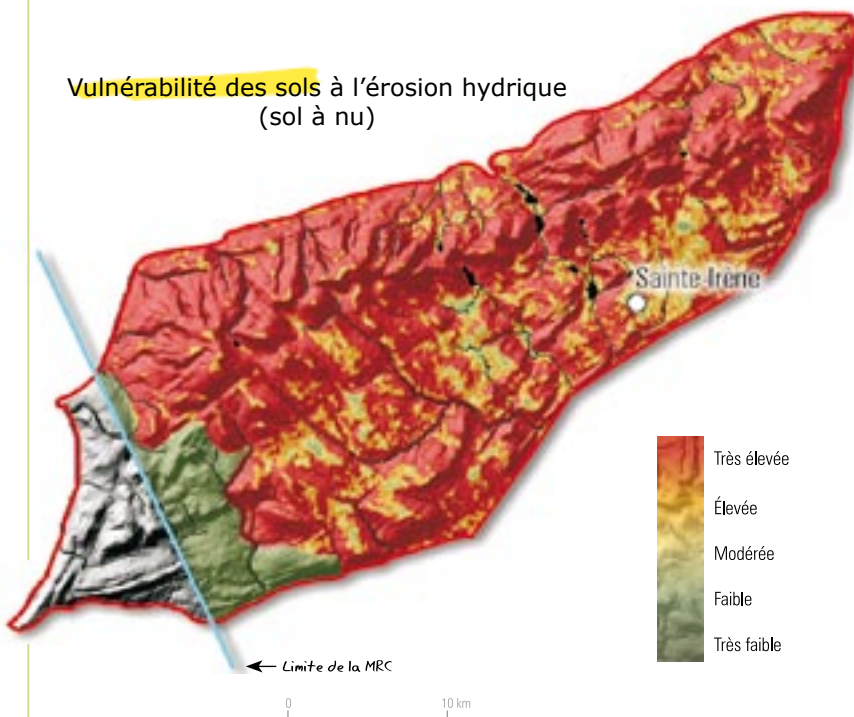 Vulnérabilité des sols à l’érosion hydrique
(sol à nu)
Sainte-Irène
Très élevée
Élevée
Modérée
Faible
Très faible
Limite de la MRC
0
10 km